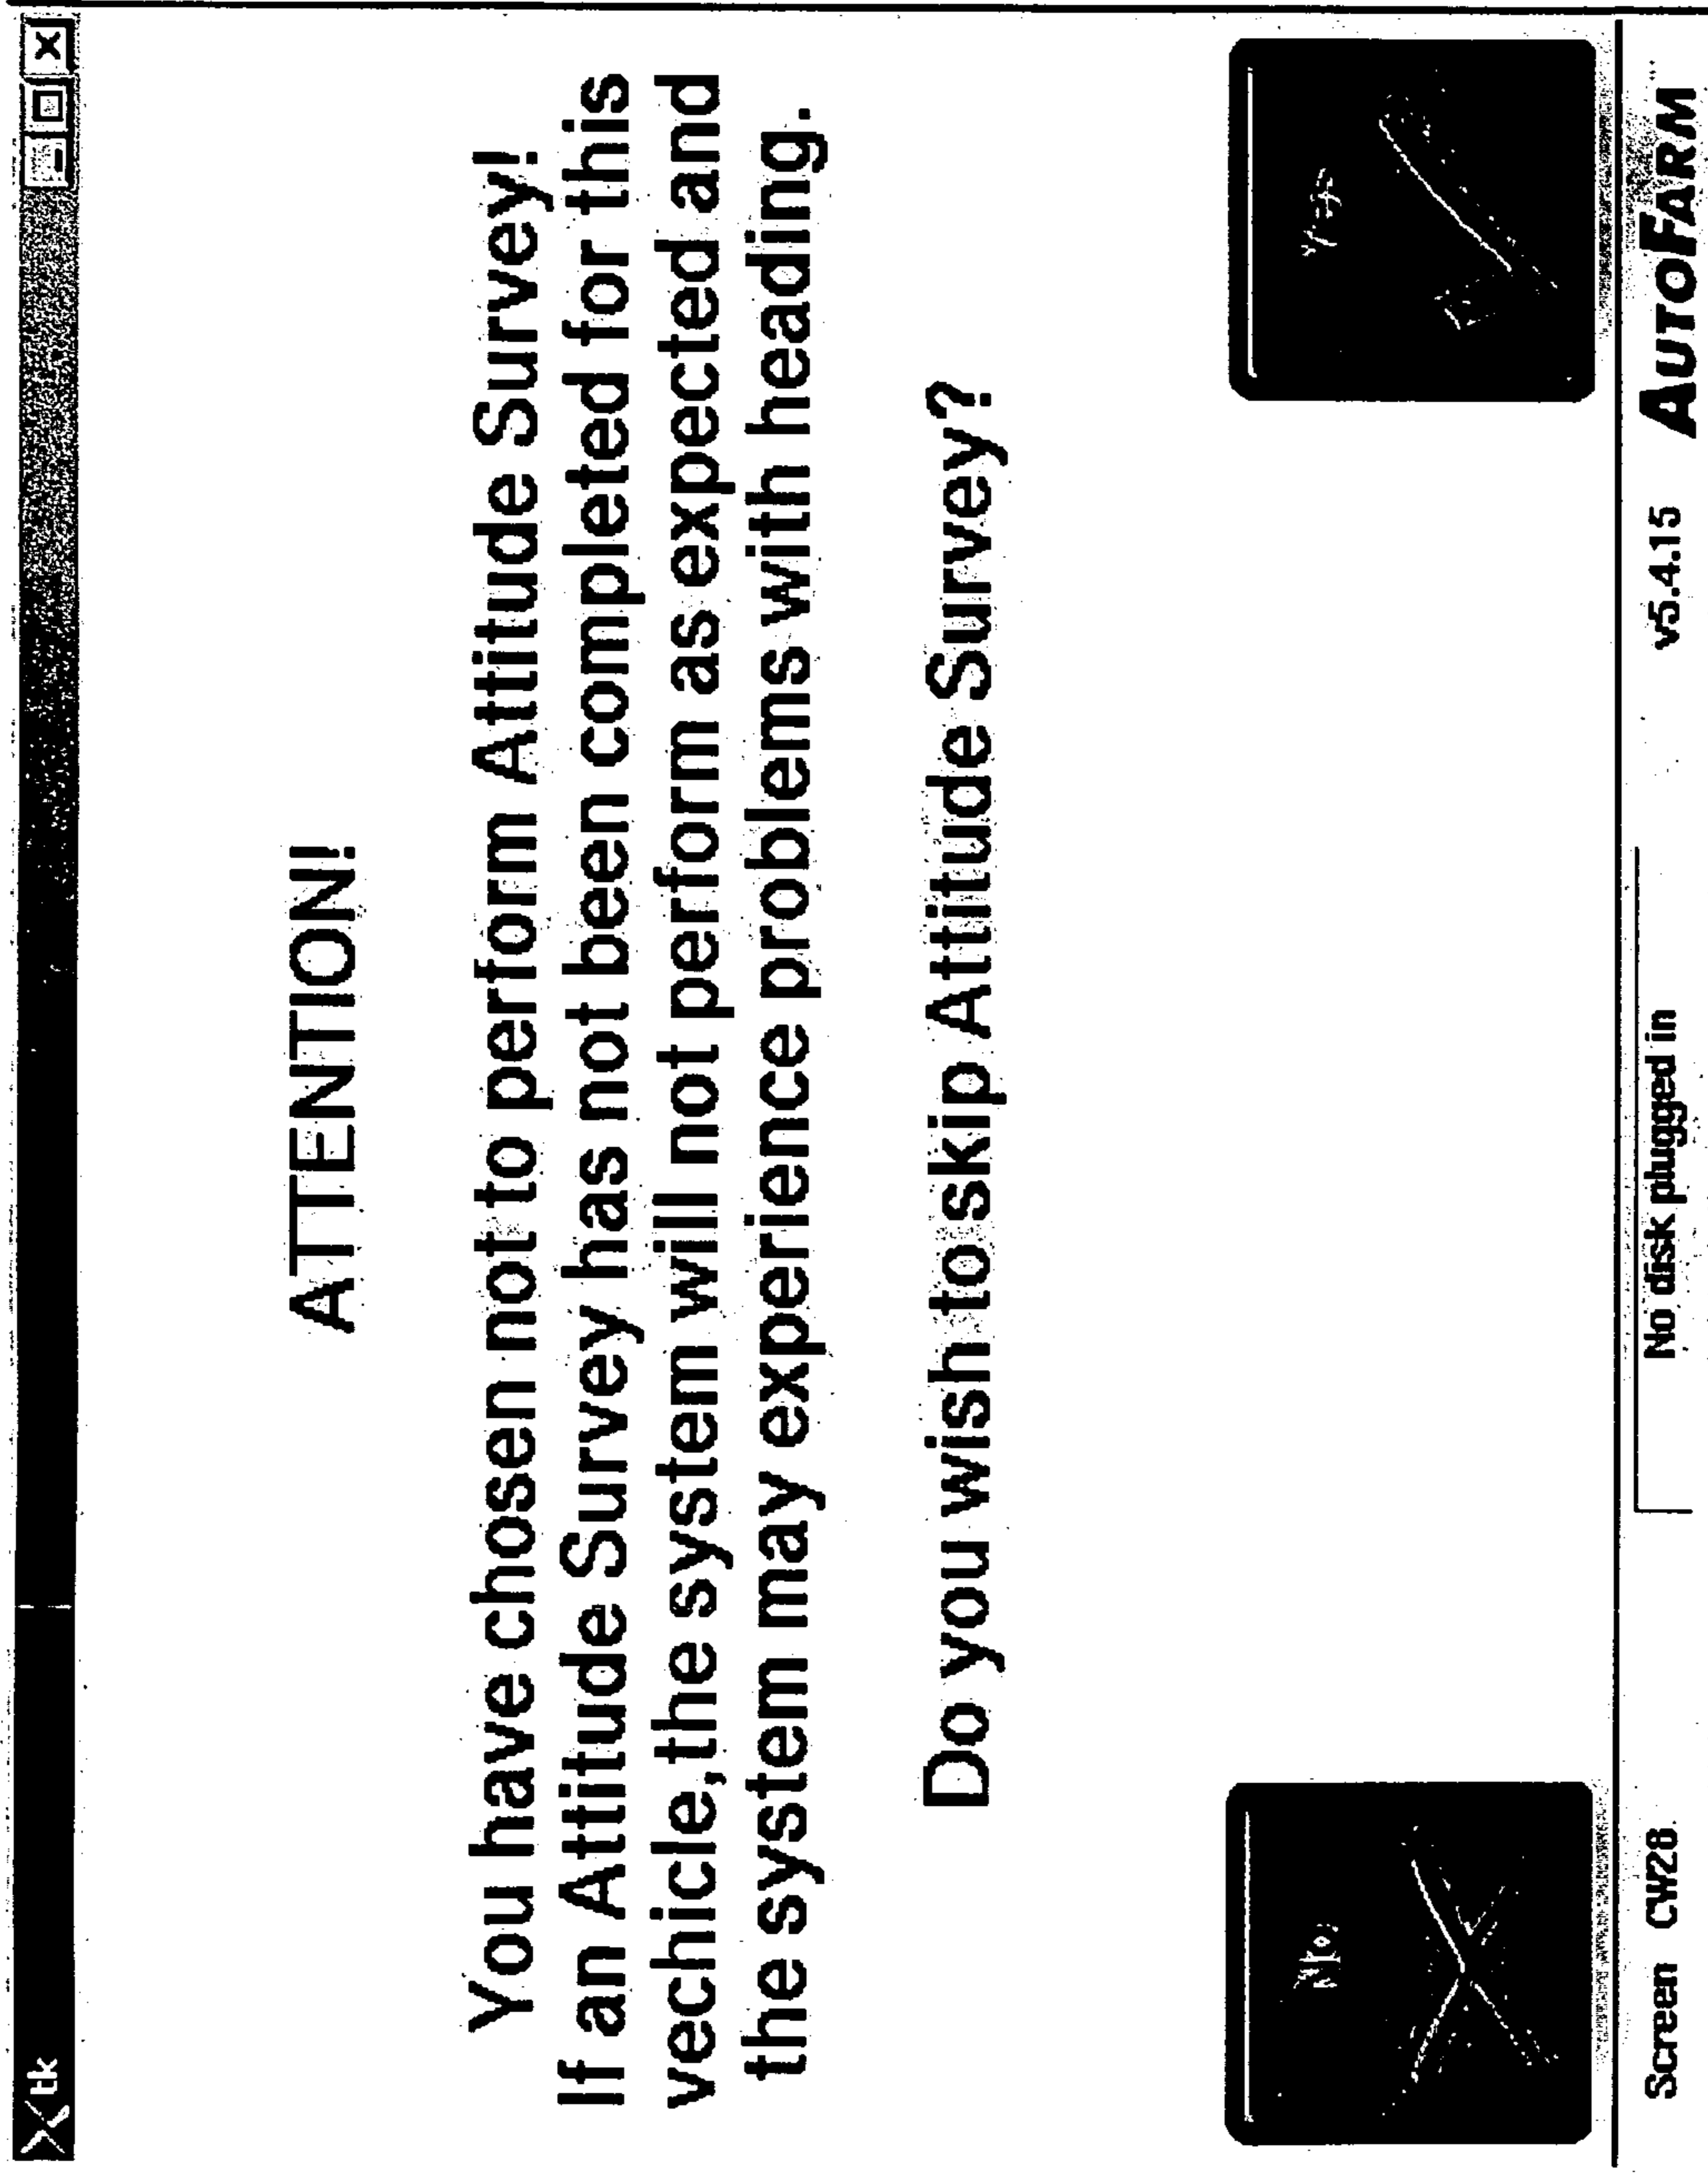 tk
ATTENTION!
You have chosen not to perform Attitude Survey!
If an Attitude Survey has not been completed for this
vechicle,the system will not perform as expected and
the system may experience problems with heading.
Do you wish to skip Attitude Survey?
No
Yes
Screen CW28
No disk plugged in
v5.4.15
AUTOFARM